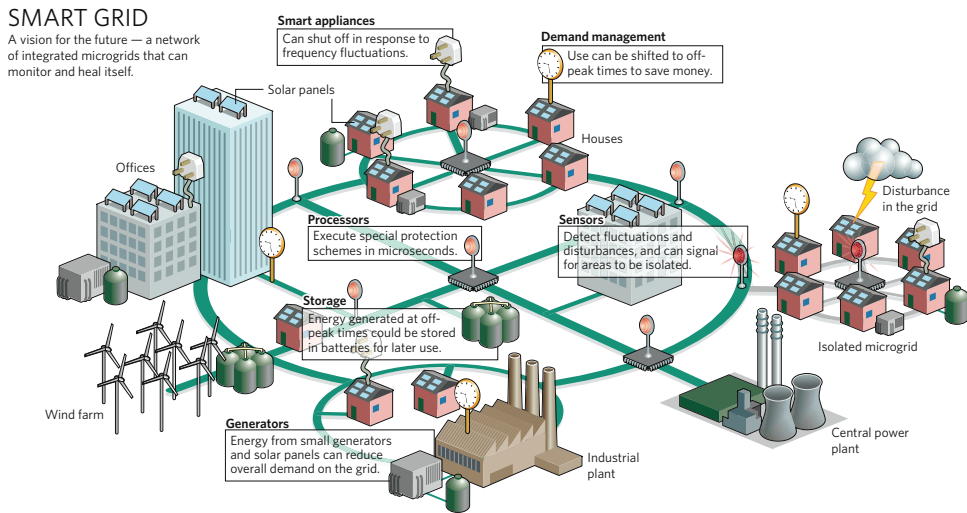 SMART GRID
A vision for the future — a network
of integrated microgrids that can
monitor and heal itself.
Smart appliances
Can shut off in response to
frequency fluctuations.
Demand management
Use can be shifted to off-
peak times to save money.
Solar panels
Houses
Offices
Disturbance
in the grid
Processors
Execute special protection
schemes in microseconds.
Sensors
Detect fluctuations and
disturbances, and can signal
for areas to be isolated.
Storage
Energy generated at off-
peak times could be stored
in batteries for later use.
Isolated microgrid
Wind farm
Generators
Energy from small generators
and solar panels can reduce
overall demand on the grid.
Industrial
plant
Central power
plant